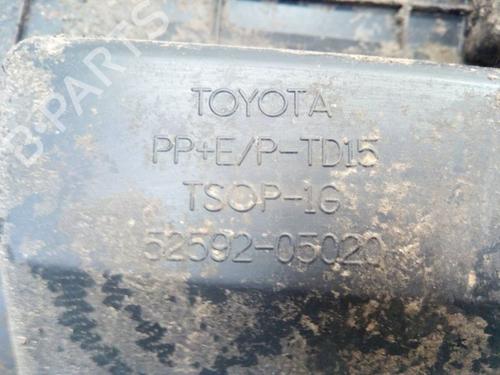 B-PARTS
TOYOTA
PP+E/P-TD15
TSOP-1G
52592-05020